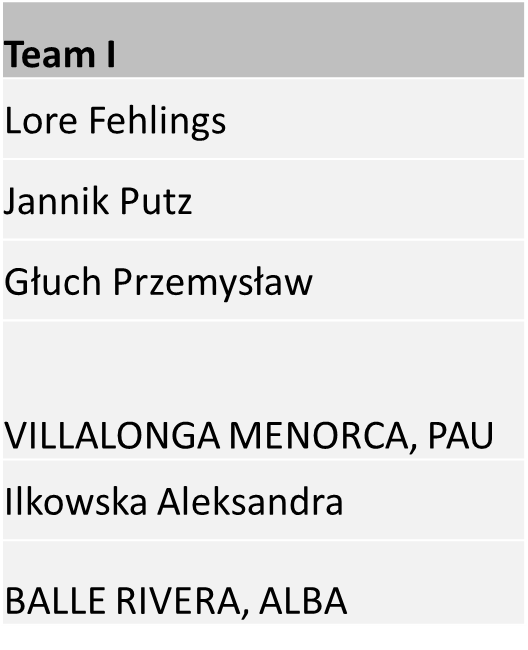 Team I
Lore Fehlings
Jannik Putz
Głuch Przemysław
VILLALONGA MENORCA, PAU
Ilkowska Aleksandra
BALLE RIVERA, ALBA